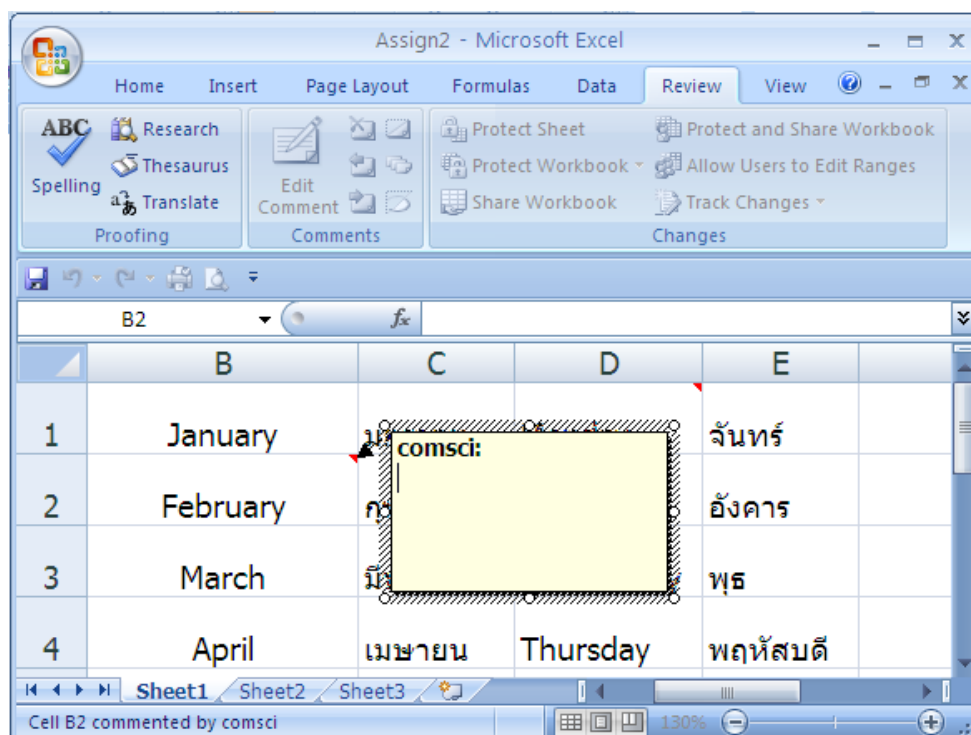 Assign2 - Microsoft Excel
Home Insert Page Layout Formulas Data Review View
ABC Research Protect Sheet Protect and Share Workbook
Thesaurus Protect Workbook Allow Users to Edit Ranges
Spelling Edit
Translate Comment Share Workbook Track Changes
Proofing Comments Changes
B2 fx
B C D E
1 January จันทร์
comsci:
2 February อังคาร
3 March พุธ
4 April เมษายน Thursday พฤหัสบดี
Sheet1 Sheet2 Sheet3
Cell B2 commented by comsci 130%